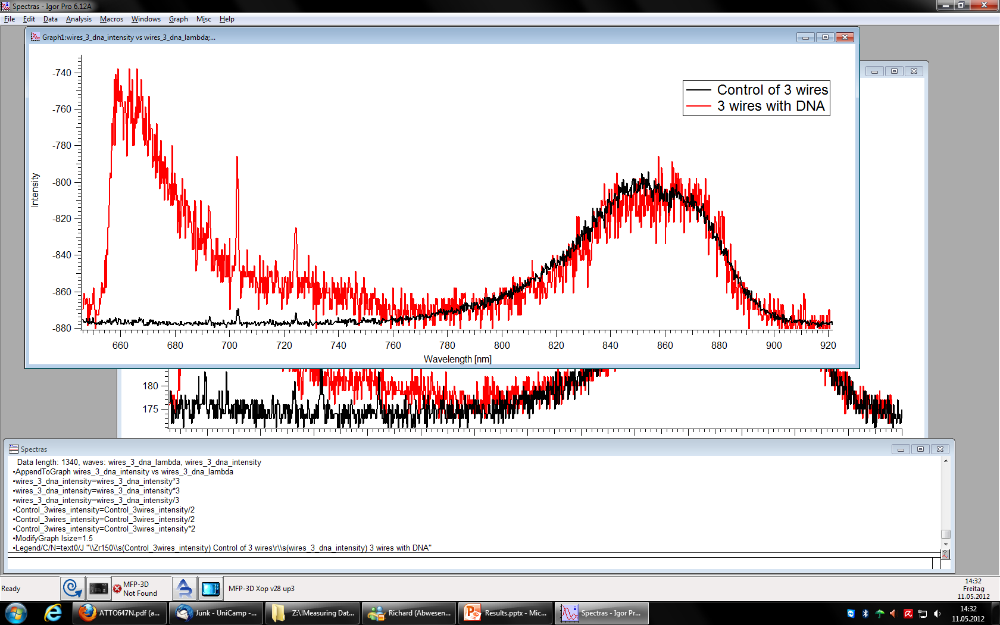 Spectras - Igor Pro 6.12A
File Edit Data Analysis Macros Windows Graph Misc Help
Graph1:wires_3_dna_intensity vs wires_3_dna_lambda;...
Control of 3 wires
3 wires with DNA
Intensity
-740
-760
-780
-800
-820
-840
-860
-880
660 680 700 720 740 760 780 800 820 840 860 880 900 920
Wavelength [nm]
180
175
Spectras
Data length: 1340, waves: wires_3_dna_lambda, wires_3_dna_intensity
•AppendToGraph wires_3_dna_intensity vs wires_3_dna_lambda
•wires_3_dna_intensity=wires_3_dna_intensity*3
•wires_3_dna_intensity=wires_3_dna_intensity*3
•wires_3_dna_intensity=wires_3_dna_intensity/3
•Control_3wires_intensity=Control_3wires_intensity/2
•Control_3wires_intensity=Control_3wires_intensity/2
•Control_3wires_intensity=Control_3wires_intensity*2
•ModifyGraph lsize=1.5
•Legend/C/N=text0/J "\\Zr150\\s(Control_3wires_intensity) Control of 3 wires\r\\s(wires_3_dna_intensity) 3 wires with DNA"
Ready
MFP-3D
Not Found
MFP-3D Xop v28 up3
14:32
Freitag
11.05.2012
ATTO647N.pdf (a...
Junk - UniCamp -...
Z:\!Measuring Dat...
Richard (Abwesen...
Results.pptx - Mic...
Spectras - Igor Pr...
14:32
11.05.2012